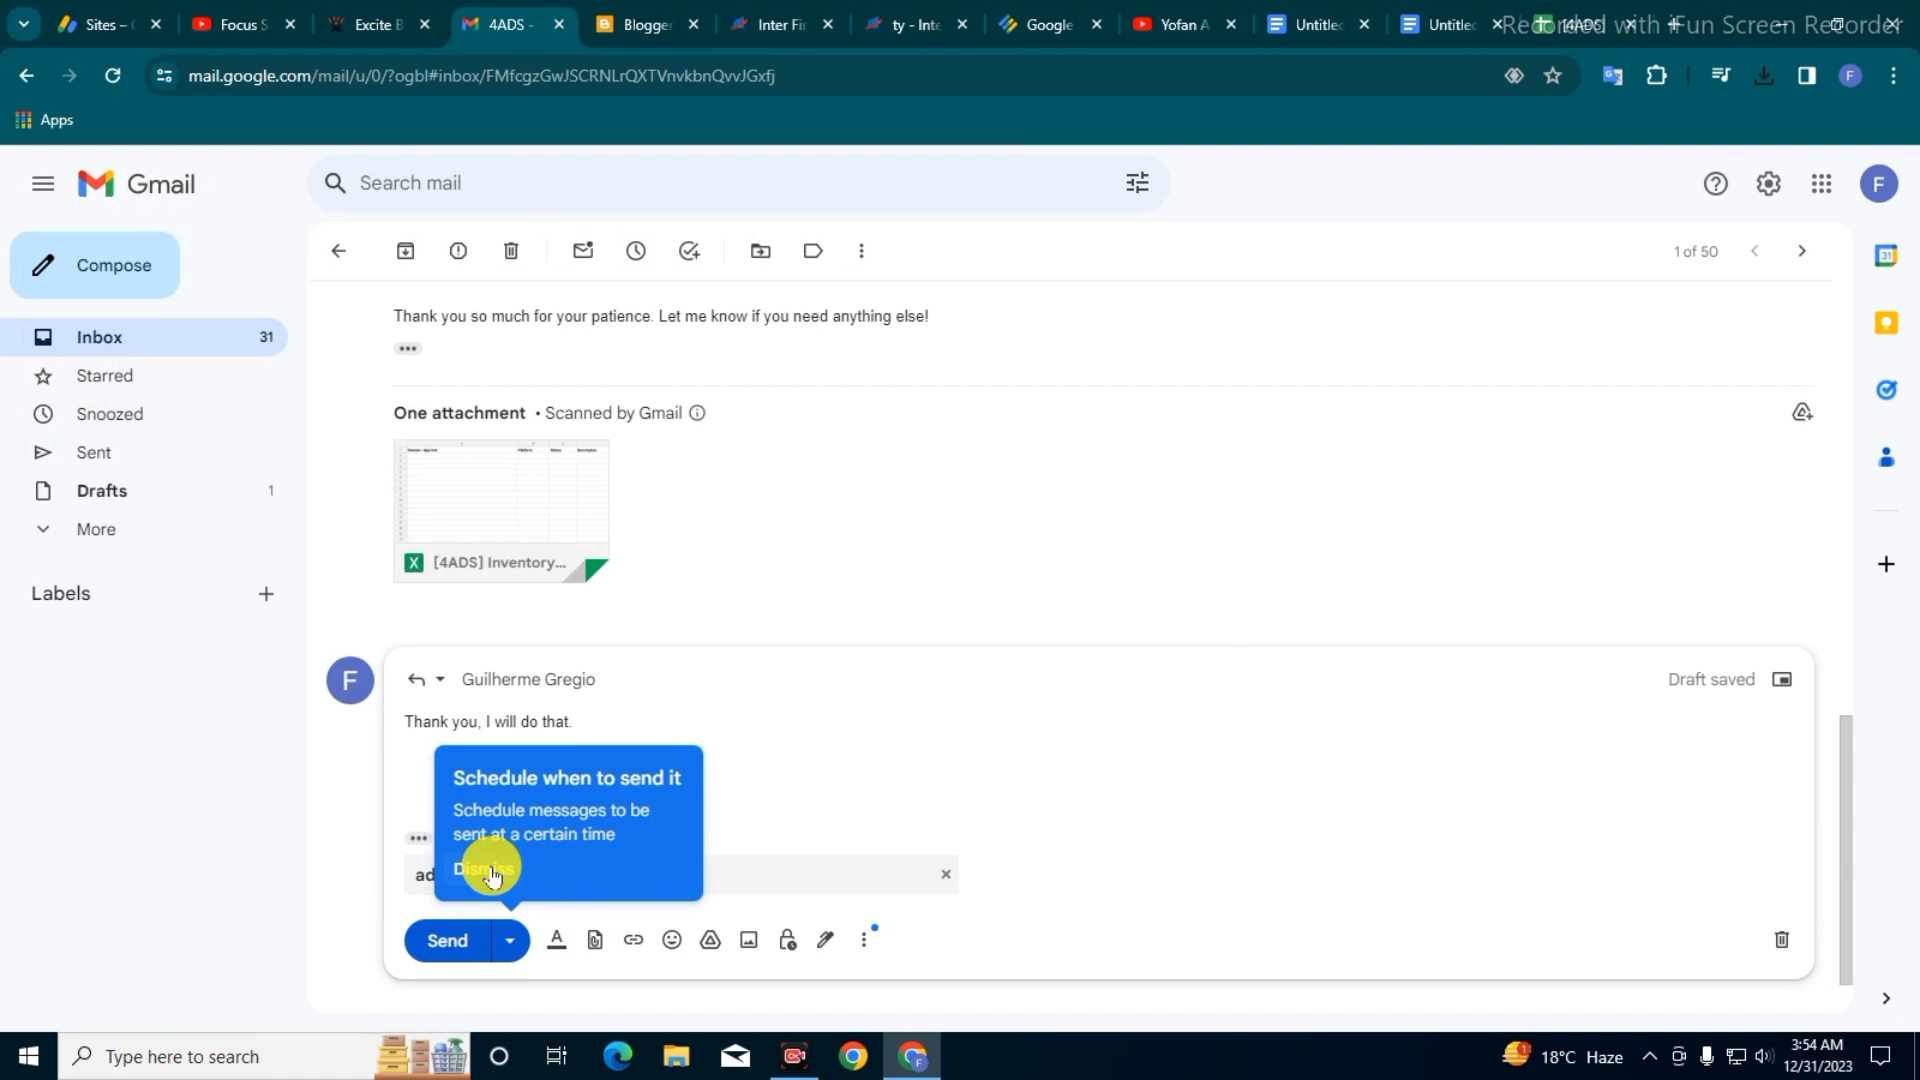 Sites –
Focus S
Excite B
4ADS -
Blogger
Inter Fir
ty - Inte
Google
Yofan A
Untitled
Untitled
[4ADS]
Recorded with iFun Screen Recorder
mail.google.com/mail/u/0/?ogbl#inbox/FMfcgzGwJSCRNLrQXTVnvkbnQvvJGxfj
F
Apps
Gmail
Search mail
F
Compose
1 of 50
Thank you so much for your patience. Let me know if you need anything else!
Inbox 31
Starred
Snoozed
Sent
Drafts 1
More
Labels
One attachment • Scanned by Gmail
[4ADS] Inventory...
F
Guilherme Gregio
Draft saved
Thank you, I will do that.
Schedule when to send it
Schedule messages to be
sent at a certain time
Dismiss
ad
Send
Type here to search
18°C Haze
3:54 AM
12/31/2023